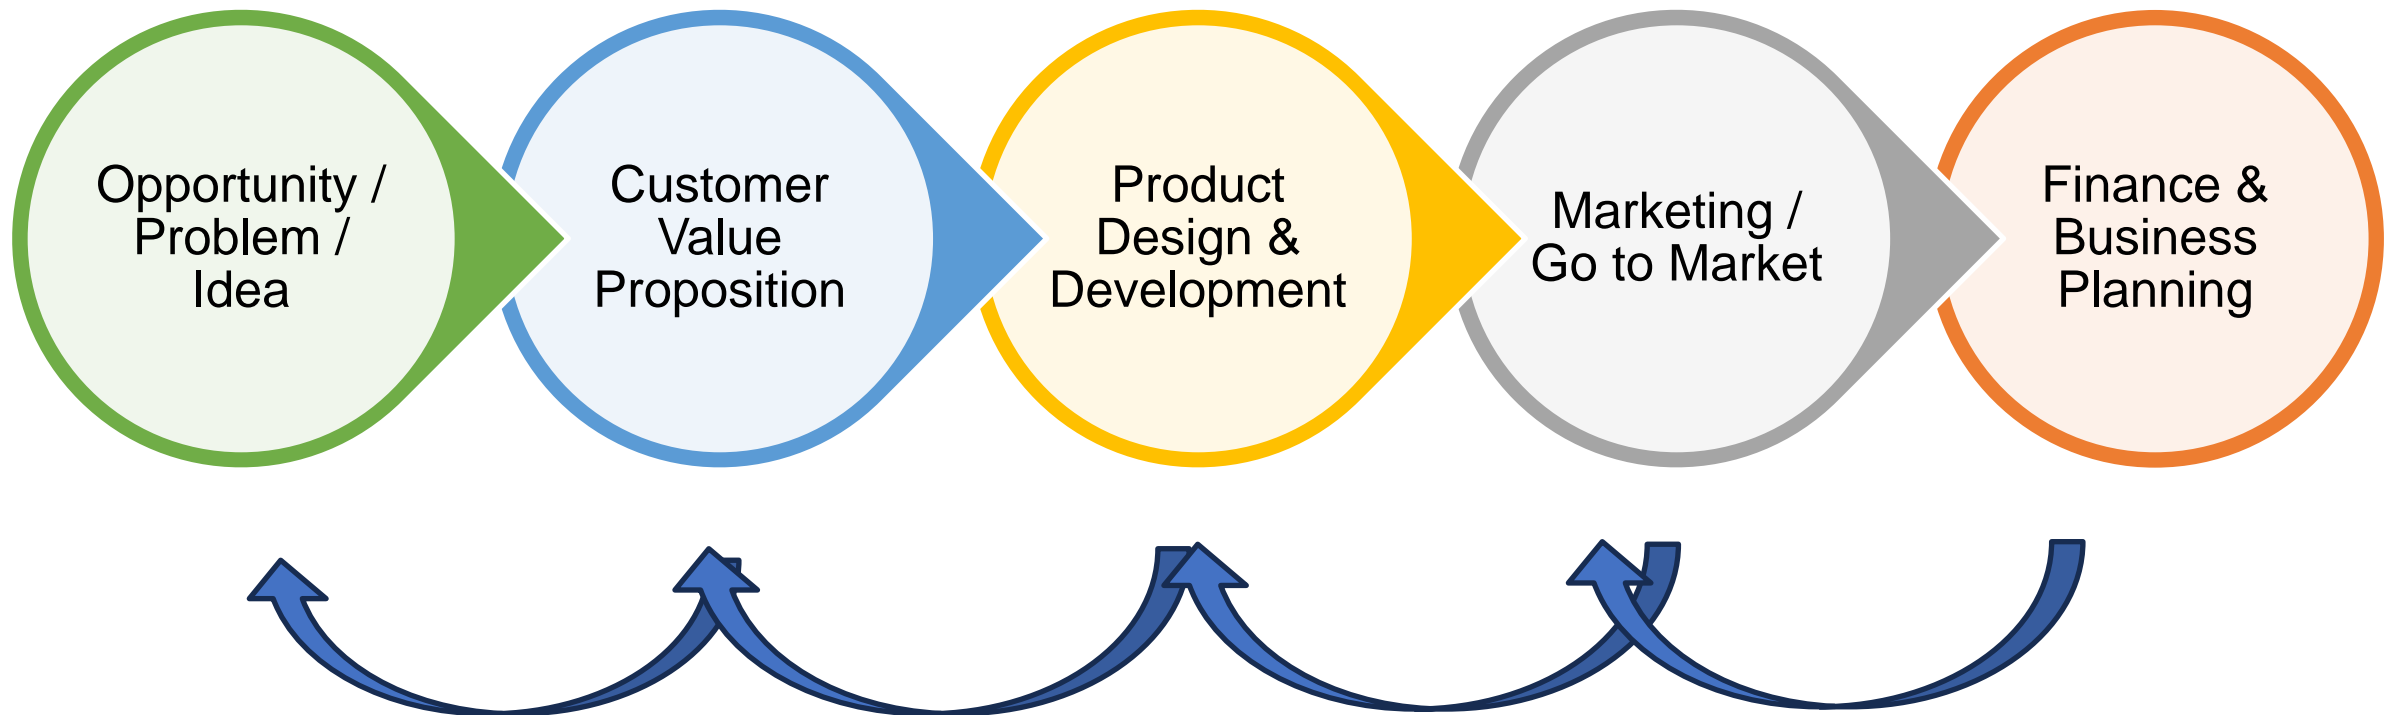 Opportunity /
Problem /
Idea
Customer
Value
Proposition
Product
Design &
Development
Marketing /
Go to Market
Finance &
Business
Planning